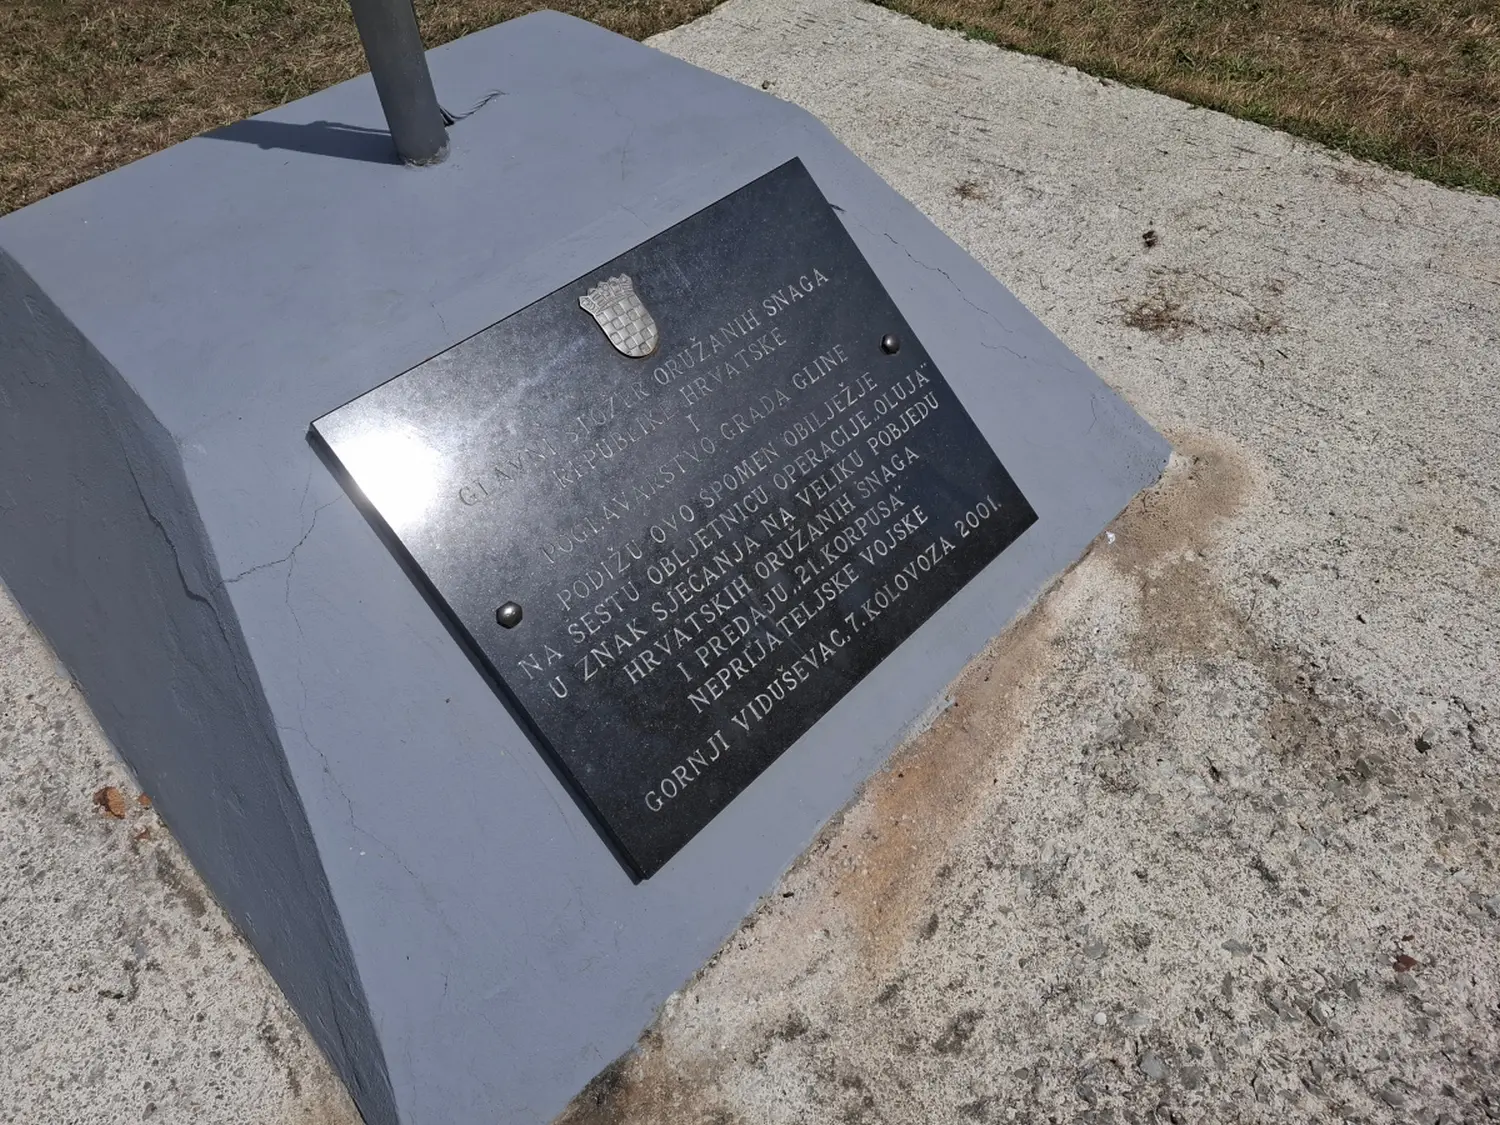 GLAVNI STOŽER ORUŽANIH SNAGA
REPUBLIKE HRVATSKE
I
POGLAVARSTVO GRADA GLINE
PODIŽU OVO SPOMEN OBILJEŽJE
NA ŠESTU OBLJETNICU OPERACIJE „OLUJA"
U ZNAK SJEĆANJA NA VELIKU POBJEDU
HRVATSKIH ORUŽANIH SNAGA
I PREDAJU „21. KORPUSA"
NEPRIJATELJSKE VOJSKE
GORNJI VIDUŠEVAC, 7. KOLOVOZA 2001.